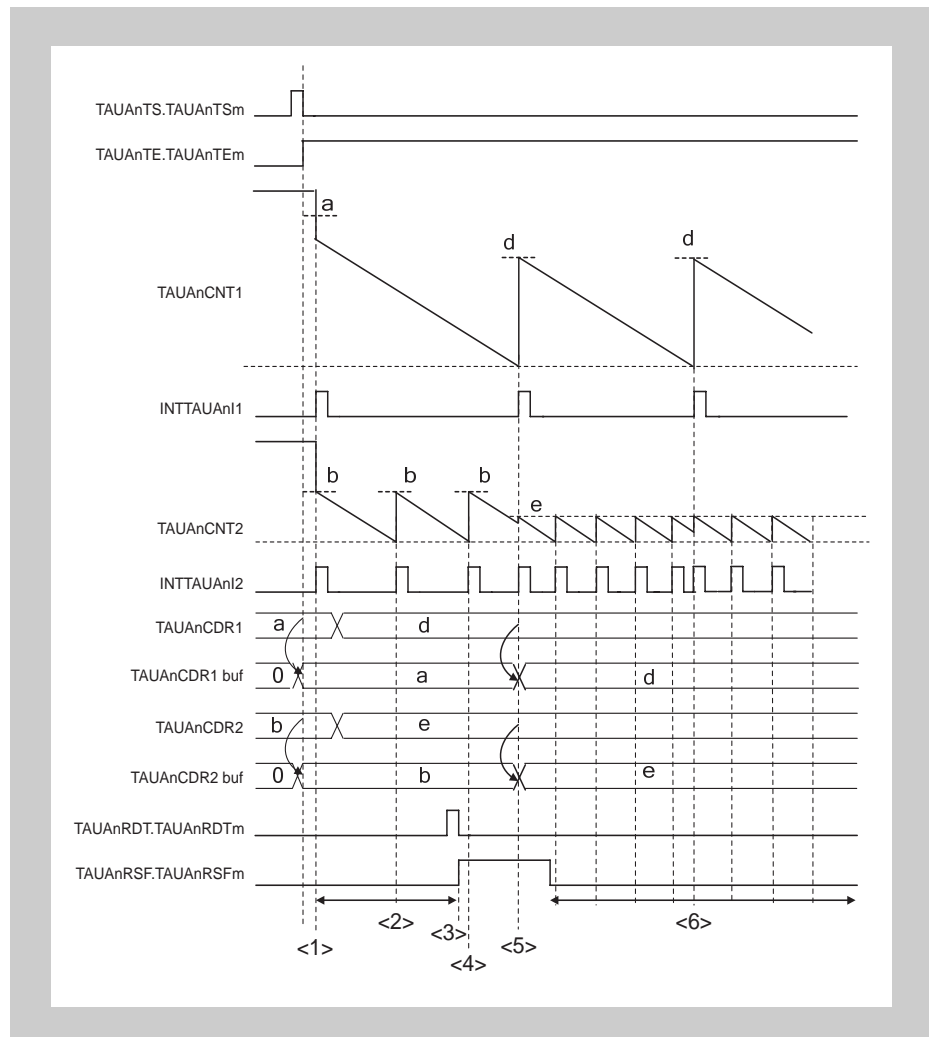 TAUAnTS.TAUAnTSm
TAUAnTE.TAUAnTEm
a
d
d
TAUAnCNT1
INTTAUAnI1
b
b
b
e
TAUAnCNT2
INTTAUAnI2
TAUAnCDR1 a d
TAUAnCDR1 buf 0 a d
TAUAnCDR2 b e
TAUAnCDR2 buf 0 b e
TAUAnRDT.TAUAnRDTm
TAUAnRSF.TAUAnRSFm
<1>
<2>
<3>
<4>
<5>
<6>